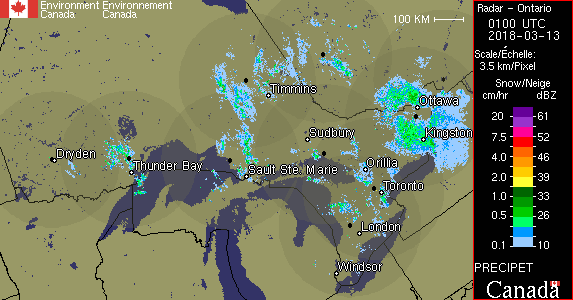 Environment Environnement
Canada Canada
100 KM
Timmins
Ottawa
Kingston
Sudbury
Dryden
Thunder Bay
Sault Ste. Marie
Orillia
Toronto
London
Windsor
Radar - Ontario
0100 UTC
2018-03-13
Scale/Échelle:
3.5 km/Pixel
Snow/Neige
cm/hr dBZ
20 61
7.5 52
4.0 46
2.0 39
1.0 33
0.5 26
0.1 10
PRECIPET
Canada